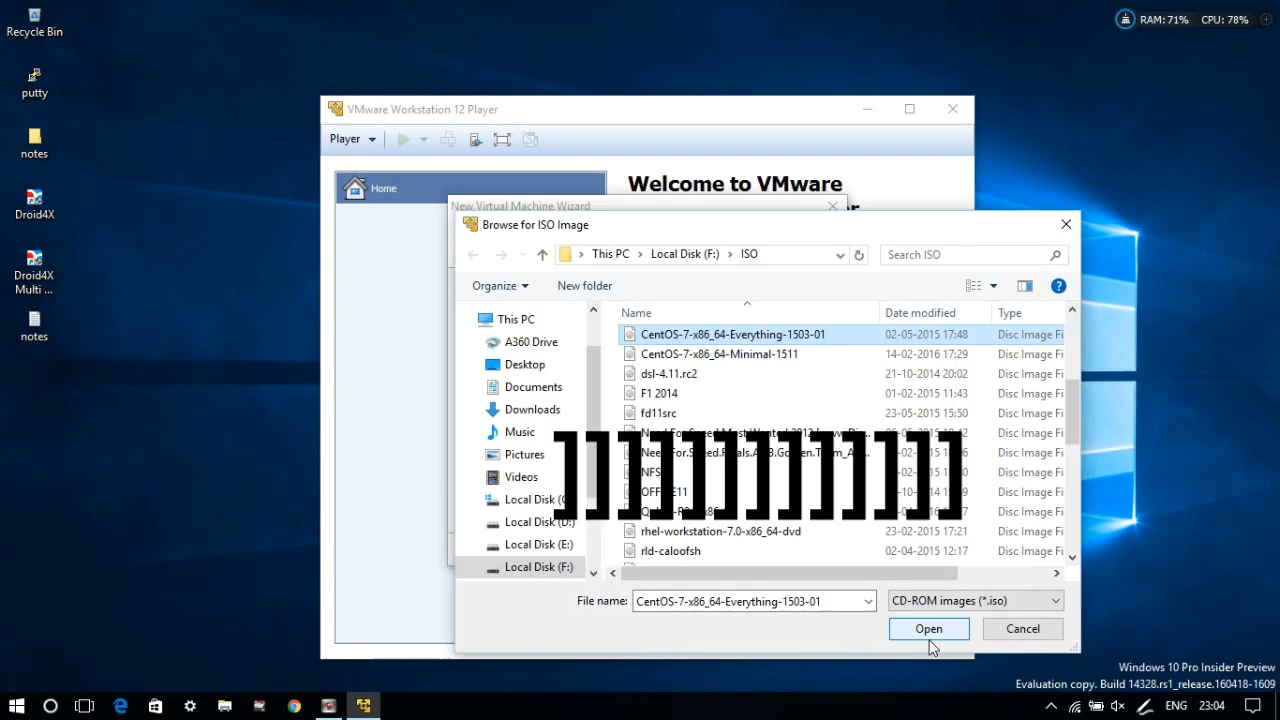 Recycle Bin
RAM: 71% CPU: 78%
putty
notes
Droid4X
Droid4X
Multi ...
notes
VMware Workstation 12 Player
Player
Home
Welcome to VMware
New Virtual Machine Wizard
Browse for ISO Image
This PC > Local Disk (F:) > ISO
Search ISO
Organize
New folder
Name Date modified Type
This PC
A360 Drive
Desktop
Documents
Downloads
Music
Pictures
Videos
Local Disk
Local Disk (D:)
Local Disk (E:)
Local Disk (F:)
CentOS-7-x86_64-Everything-1503-01 02-05-2015 17:48 Disc Image Fi
CentOS-7-x86_64-Minimal-1511 14-02-2016 17:29 Disc Image Fi
dsl-4.11.rc2 21-10-2014 20:02 Disc Image Fi
F1 2014 01-02-2015 11:43 Disc Image Fi
fd11src 23-05-2015 15:50 Disc Image Fi
Disc Image Fi
Disc Image Fi
NFS Disc Image Fi
Disc Image Fi
Disc Image Fi
rhel-workstation-7.0-x86_64-dvd 23-02-2015 17:21 Disc Image Fi
rld-caloofsh 02-04-2015 12:17 Disc Image Fi
]]]]]]]]]]]]]
File name: CentOS-7-x86_64-Everything-1503-01 CD-ROM images (*.iso)
Open Cancel
Windows 10 Pro Insider Preview
Evaluation copy. Build 14328.rs1_release.160418-1609
ENG 23:04